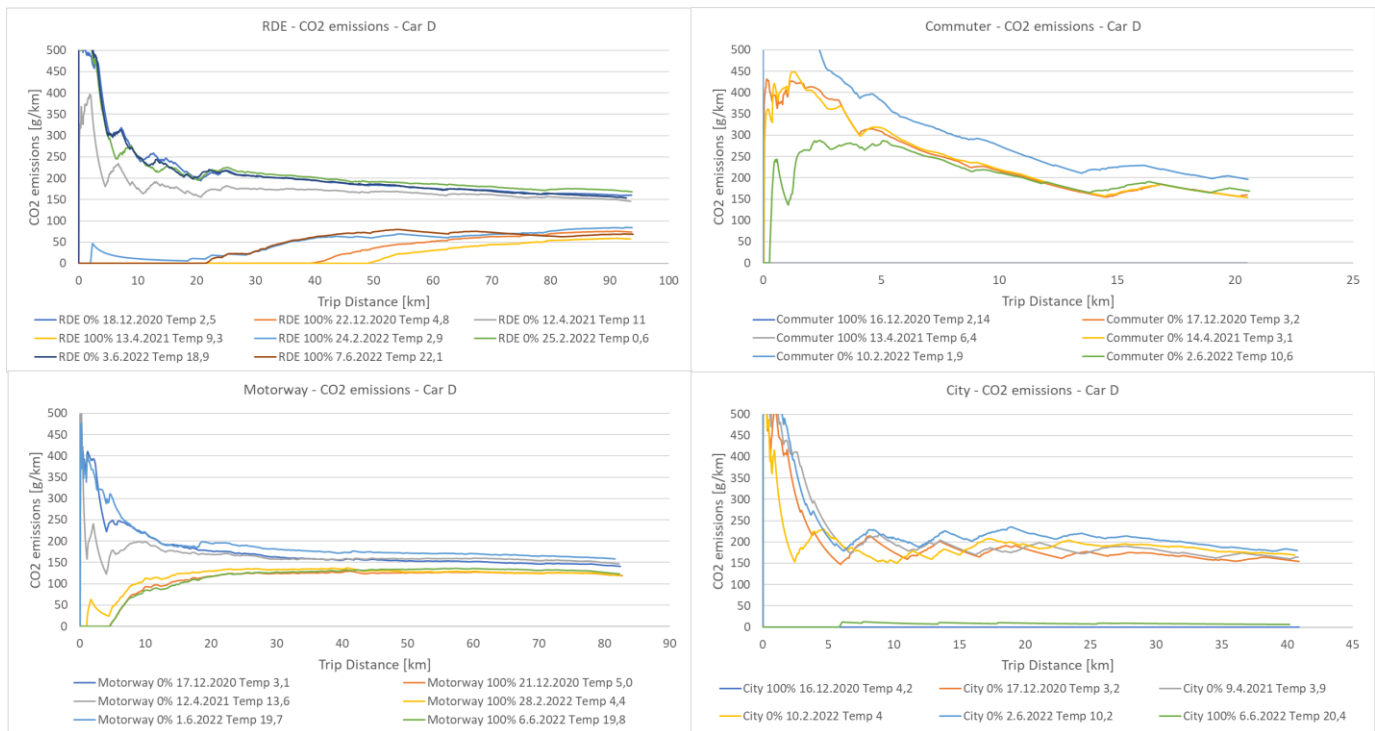 RDE - CO2 emissions - Car D
CO2 emissions [g/km]
500
450
400
350
300
250
200
150
100
50
0
0 10 20 30 40 50 60 70 80 90 100
Trip Distance [km]
RDE 0% 18.12.2020 Temp 2,5 RDE 100% 22.12.2020 Temp 4,8 RDE 0% 12.4.2021 Temp 11
RDE 100% 13.4.2021 Temp 9,3 RDE 100% 24.2.2022 Temp 2,9 RDE 0% 25.2.2022 Temp 0,6
RDE 0% 3.6.2022 Temp 18,9 RDE 100% 7.6.2022 Temp 22,1
Commuter - CO2 emissions - Car D
CO2 emissions [g/km]
500
450
400
350
300
250
200
150
100
50
0
0 5 10 15 20 25
Trip Distance [km]
Commuter 100% 16.12.2020 Temp 2,14 Commuter 0% 17.12.2020 Temp 3,2
Commuter 100% 13.4.2021 Temp 6,4 Commuter 0% 14.4.2021 Temp 3,1
Commuter 0% 10.2.2022 Temp 1,9 Commuter 0% 2.6.2022 Temp 10,6
Motorway - CO2 emissions - Car D
CO2 emissions [g/km]
500
450
400
350
300
250
200
150
100
50
0
0 10 20 30 40 50 60 70 80 90
Trip Distance [km]
Motorway 0% 17.12.2020 Temp 3,1 Motorway 100% 21.12.2020 Temp 5,0
Motorway 0% 12.4.2021 Temp 13,6 Motorway 100% 28.2.2022 Temp 4,4
Motorway 0% 1.6.2022 Temp 19,7 Motorway 100% 6.6.2022 Temp 19,8
City - CO2 emissions - Car D
CO2 emissions [g/km]
500
450
400
350
300
250
200
150
100
50
0
0 5 10 15 20 25 30 35 40 45
Trip Distance [km]
City 100% 16.12.2020 Temp 4,2 City 0% 17.12.2020 Temp 3,2 City 0% 9.4.2021 Temp 3,9
City 0% 10.2.2022 Temp 4 City 0% 2.6.2022 Temp 10,2 City 100% 6.6.2022 Temp 20,4